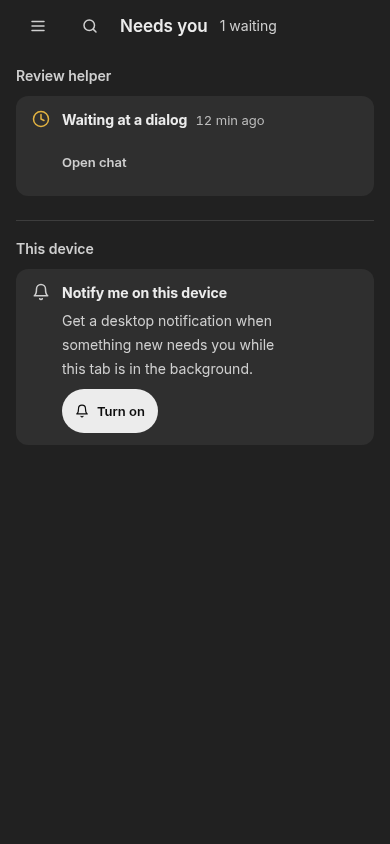 Needs you 1 waiting
Review helper
Waiting at a dialog 12 min ago
Open chat
This device
Notify me on this device
Get a desktop notification when
something new needs you while
this tab is in the background.
Turn on